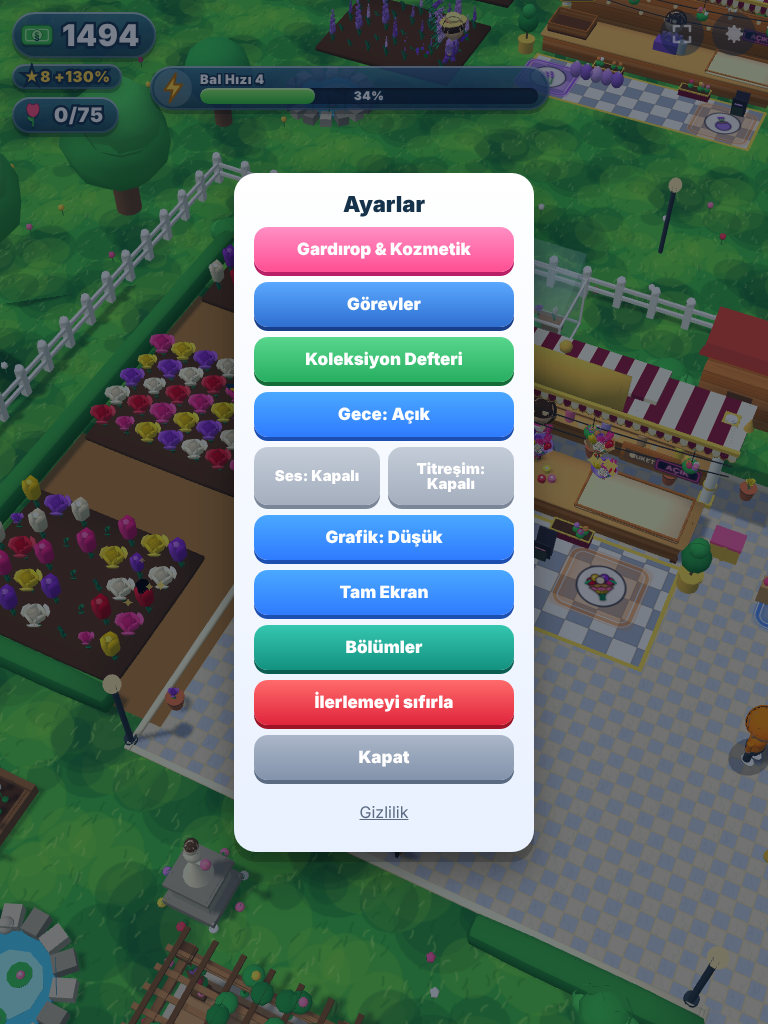 1494
★8 +130%
0/75
Bal Hızı 4
34%
Ayarlar
Gardırop & Kozmetik
Görevler
Koleksiyon Defteri
Gece: Açık
Ses: Kapalı
Titreşim:
Kapalı
Grafik: Düşük
Tam Ekran
Bölümler
İlerlemeyi sıfırla
Kapat
Gizlilik